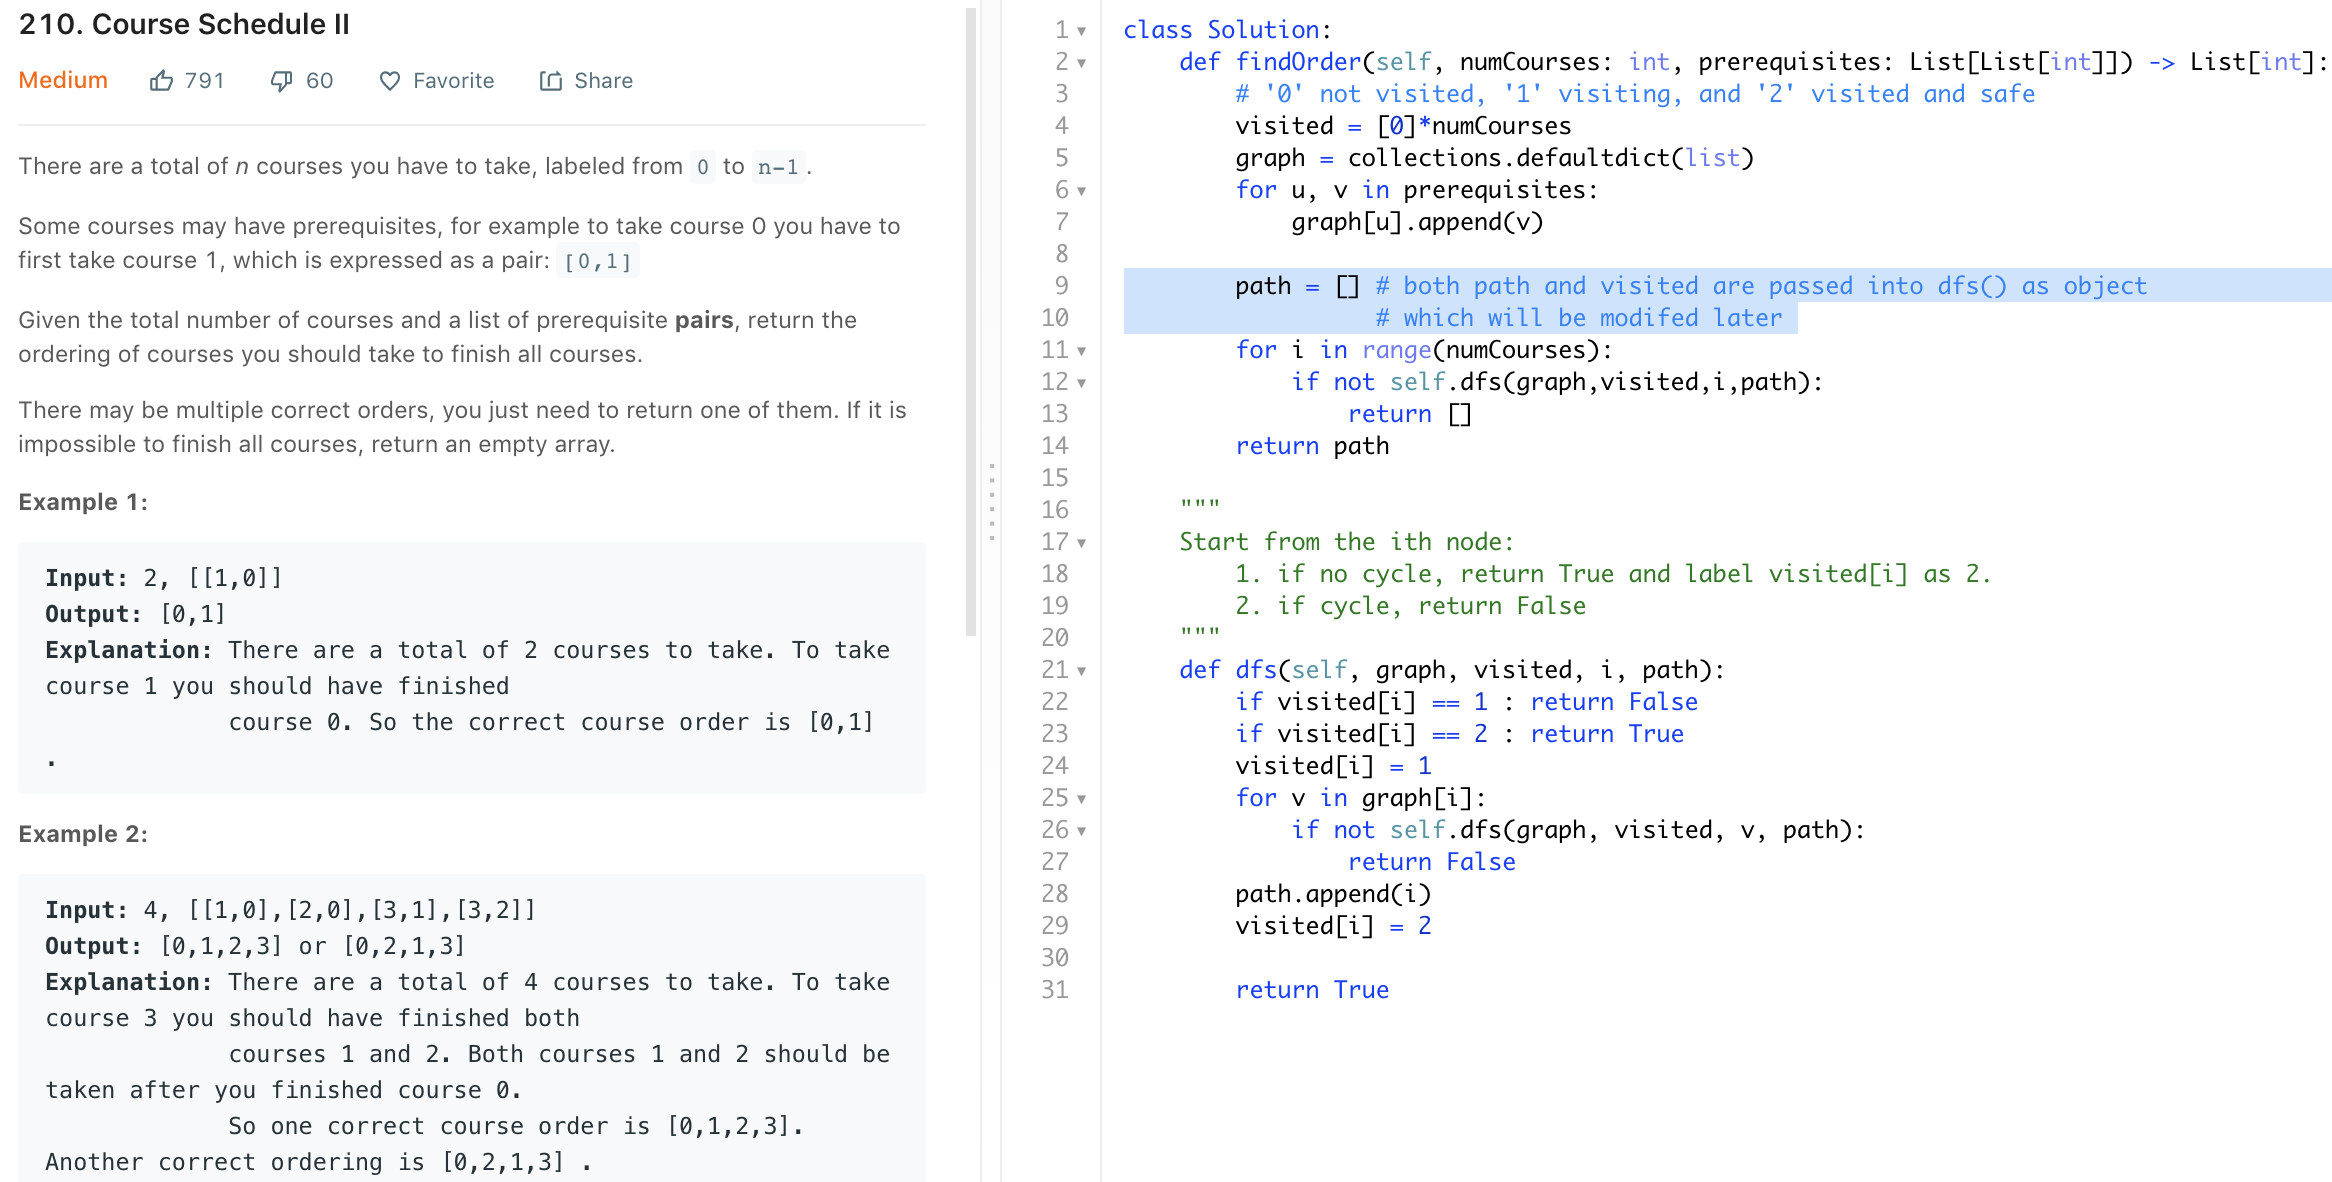 210. Course Schedule II
Medium 791 60 Favorite Share
There are a total of n courses you have to take, labeled from 0 to n-1.
Some courses may have prerequisites, for example to take course 0 you have to
first take course 1, which is expressed as a pair: [0,1]
Given the total number of courses and a list of prerequisite pairs, return the
ordering of courses you should take to finish all courses.
There may be multiple correct orders, you just need to return one of them. If it is
impossible to finish all courses, return an empty array.
Example 1:
Input: 2, [[1,0]]
Output: [0,1]
Explanation: There are a total of 2 courses to take. To take
course 1 you should have finished
             course 0. So the correct course order is [0,1]
.
Example 2:
Input: 4, [[1,0],[2,0],[3,1],[3,2]]
Output: [0,1,2,3] or [0,2,1,3]
Explanation: There are a total of 4 courses to take. To take
course 3 you should have finished both
             courses 1 and 2. Both courses 1 and 2 should be
taken after you finished course 0.
             So one correct course order is [0,1,2,3].
Another correct ordering is [0,2,1,3] .
1 class Solution:
2     def findOrder(self, numCourses: int, prerequisites: List[List[int]]) -> List[int]:
3         # '0' not visited, '1' visiting, and '2' visited and safe
4         visited = [0]*numCourses
5         graph = collections.defaultdict(list)
6         for u, v in prerequisites:
7             graph[u].append(v)
8
9         path = [] # both path and visited are passed into dfs() as object
10                   # which will be modifed later
11         for i in range(numCourses):
12             if not self.dfs(graph,visited,i,path):
13                 return []
14         return path
15
16     """
17     Start from the ith node:
18         1. if no cycle, return True and label visited[i] as 2.
19         2. if cycle, return False
20     """
21     def dfs(self, graph, visited, i, path):
22         if visited[i] == 1 : return False
23         if visited[i] == 2 : return True
24         visited[i] = 1
25         for v in graph[i]:
26             if not self.dfs(graph, visited, v, path):
27                 return False
28         path.append(i)
29         visited[i] = 2
30
31         return True